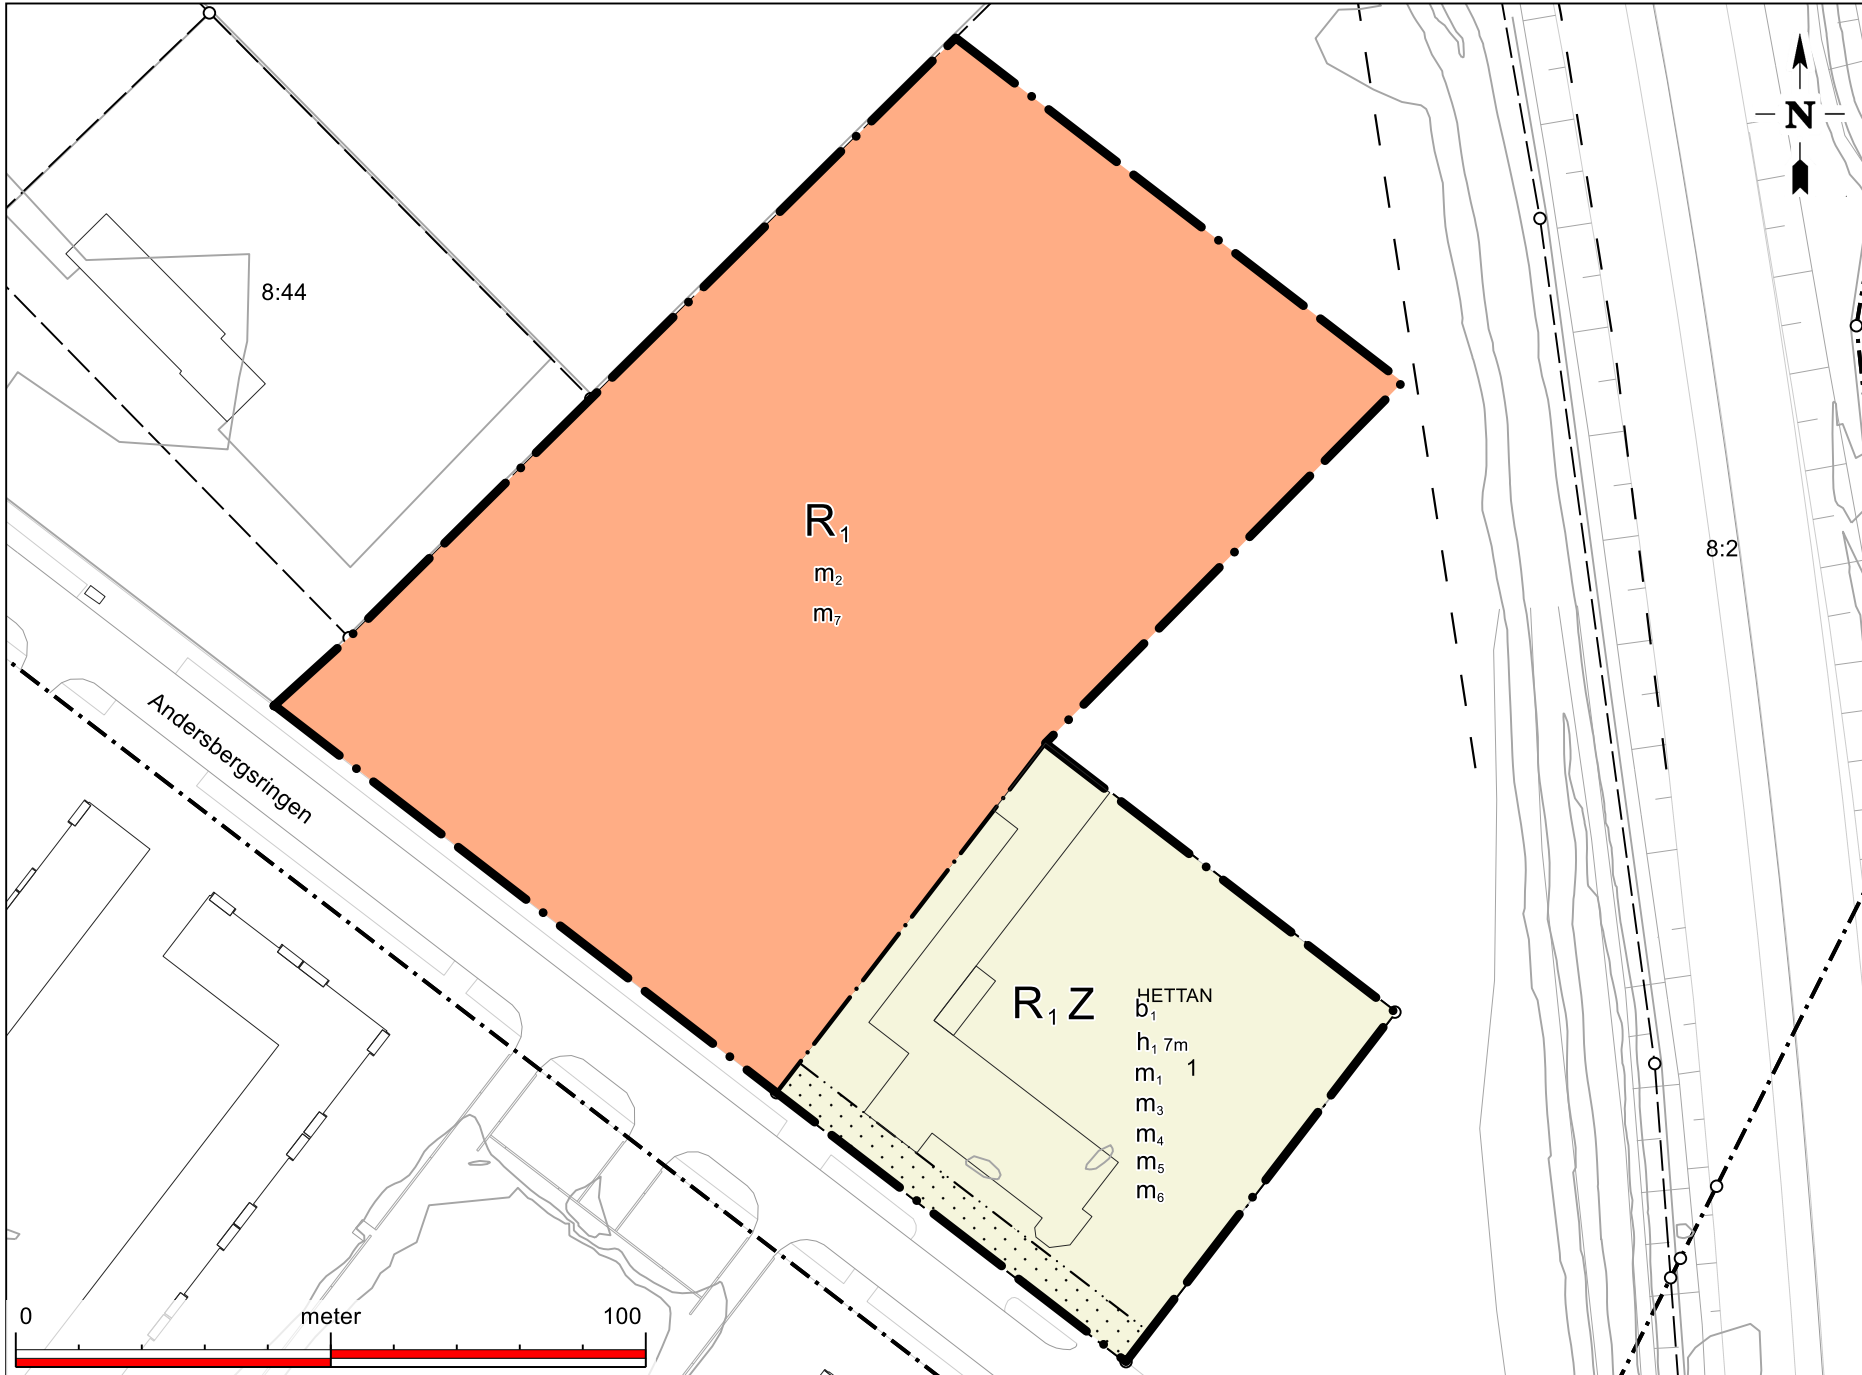 N
8:44
8:2
R₁
m₂
m₇
Andersbergsringen
R₁ Z
HETTAN
b₁
h₁ 7m
m₁ 1
m₃
m₄
m₅
m₆
0 meter 100